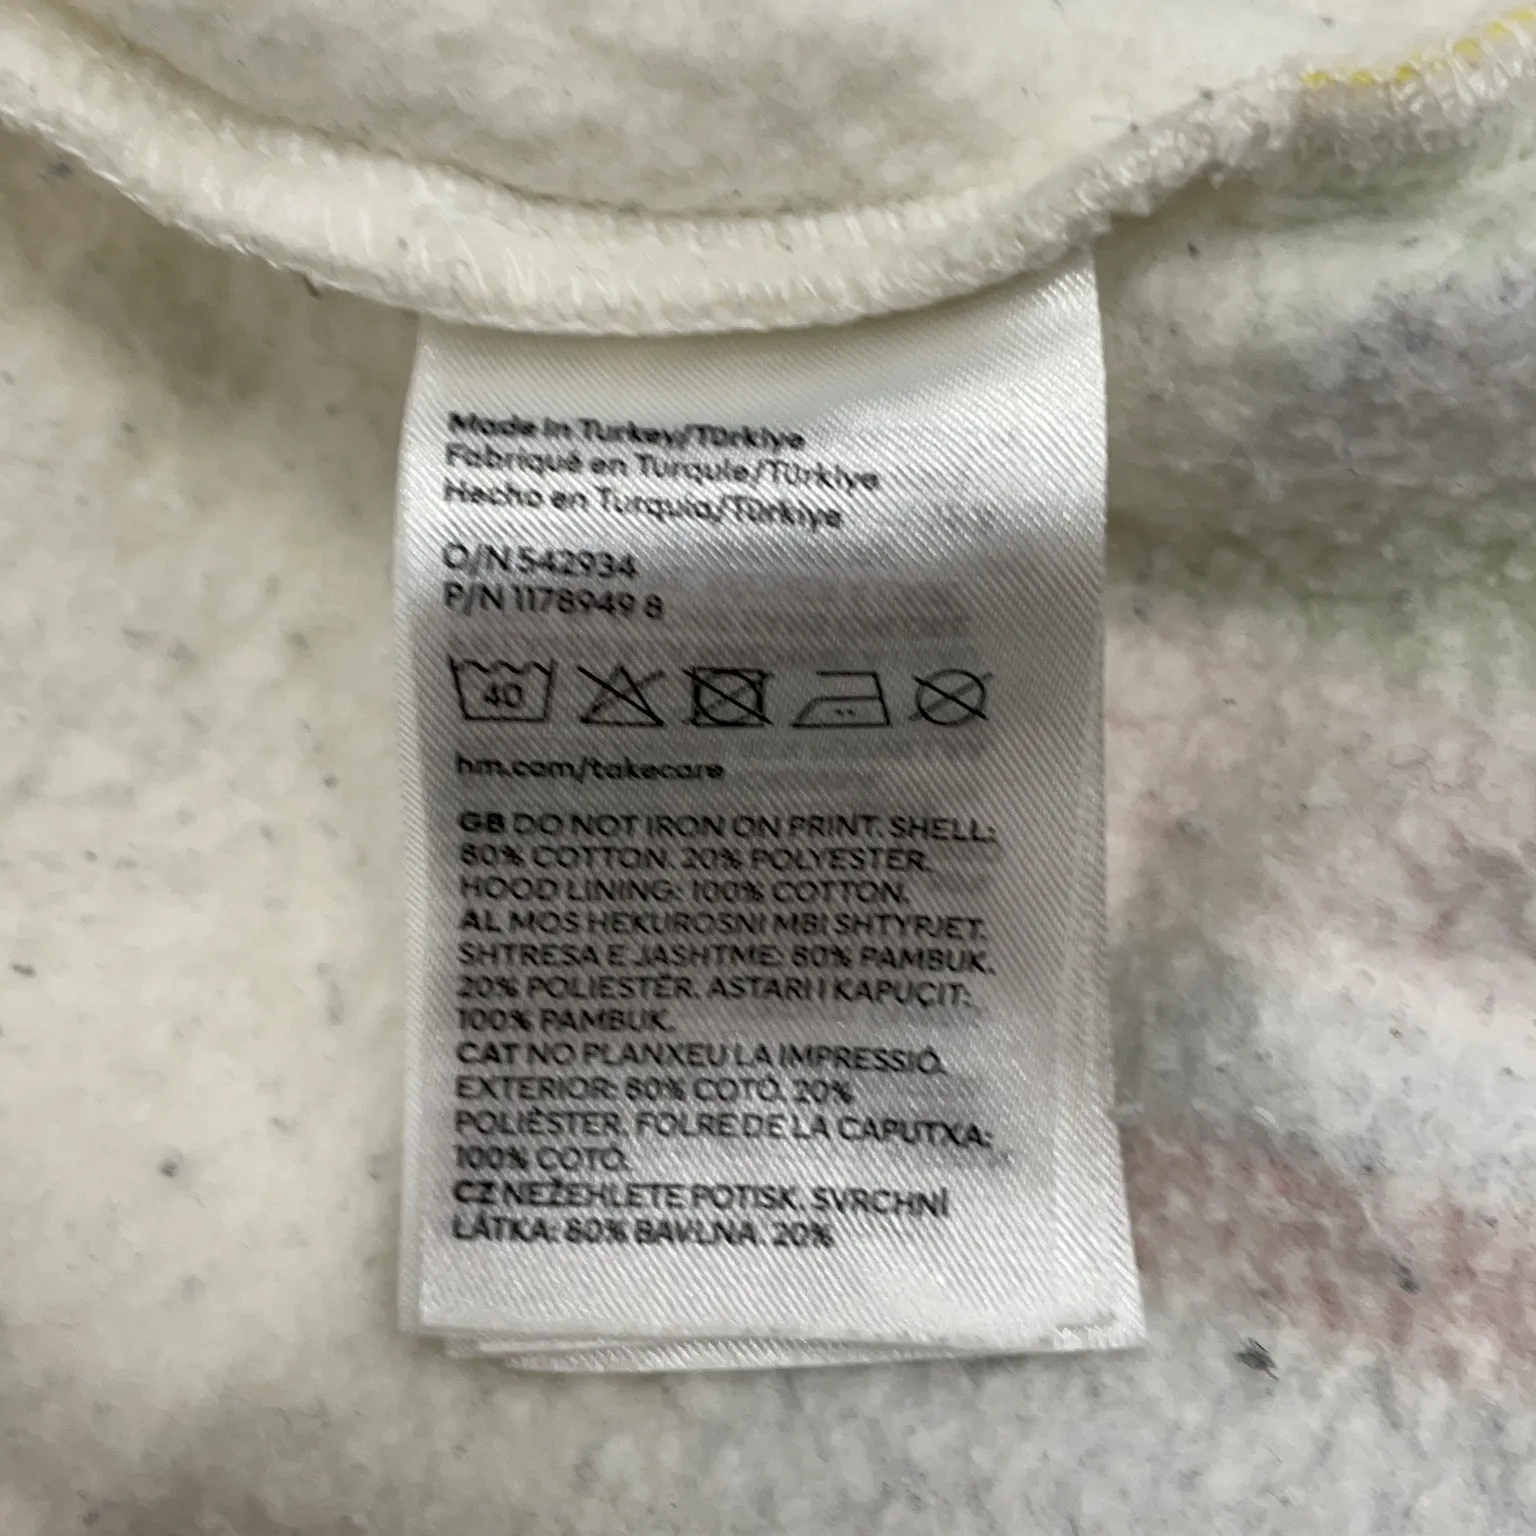 Made in Turkey/Türkiye
Fabriqué en Turquie/Türkiye
Hecho en Turquia/Türkiye
O/N 542934
P/N 1178949 8
40
hm.com/takecare
GB DO NOT IRON ON PRINT. SHELL:
80% COTTON. 20% POLYESTER.
HOOD LINING: 100% COTTON.
AL MOS HEKUROSNI MBI SHTYPJET.
SHTRESA E JASHTME: 80% PAMBUK.
20% POLIESTËR. ASTARI I KAPUÇIT:
100% PAMBUK.
CAT NO PLANXEU LA IMPRESSIÓ.
EXTERIOR: 80% COTÓ. 20%
POLIÈSTER. FOLRE DE LA CAPUTXA:
100% COTÓ.
CZ NEŽEHLETE POTISK. SVRCHNÍ
LÁTKA: 80% BAVLNA. 20%